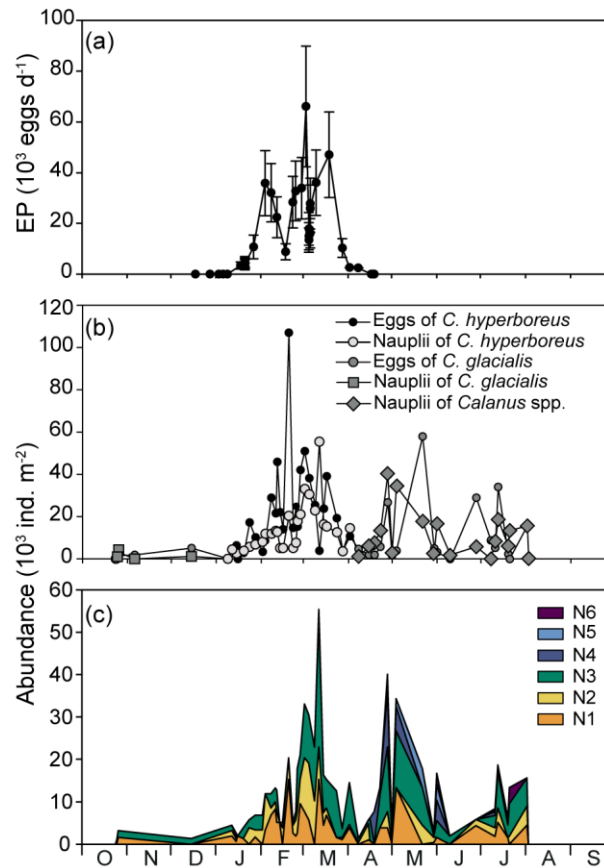 (a)
EP (10³ eggs d⁻¹)
100
80
60
40
20
0
(b)
Eggs of C. hyperboreus
Nauplii of C. hyperboreus
Eggs of C. glacialis
Nauplii of C. glacialis
Nauplii of Calanus spp.
120
100
80
60
40
20
0
Abundance (10³ ind. m⁻²)
(c)
N6
N5
N4
N3
N2
N1
60
50
40
30
20
10
0
O N D J F M A M J J A S